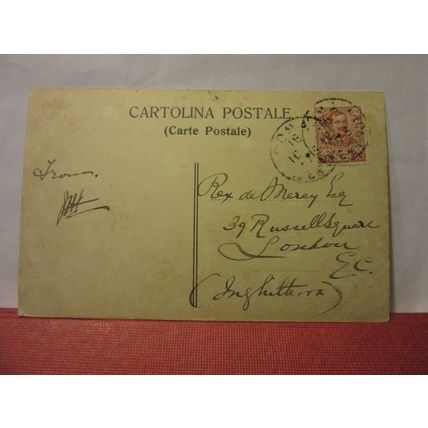 CARTOLINA POSTALE.
(Carte Postale)
From.
Rex de Meray Esq
39 Russell Square
London
E.C.
(Inghilterra)